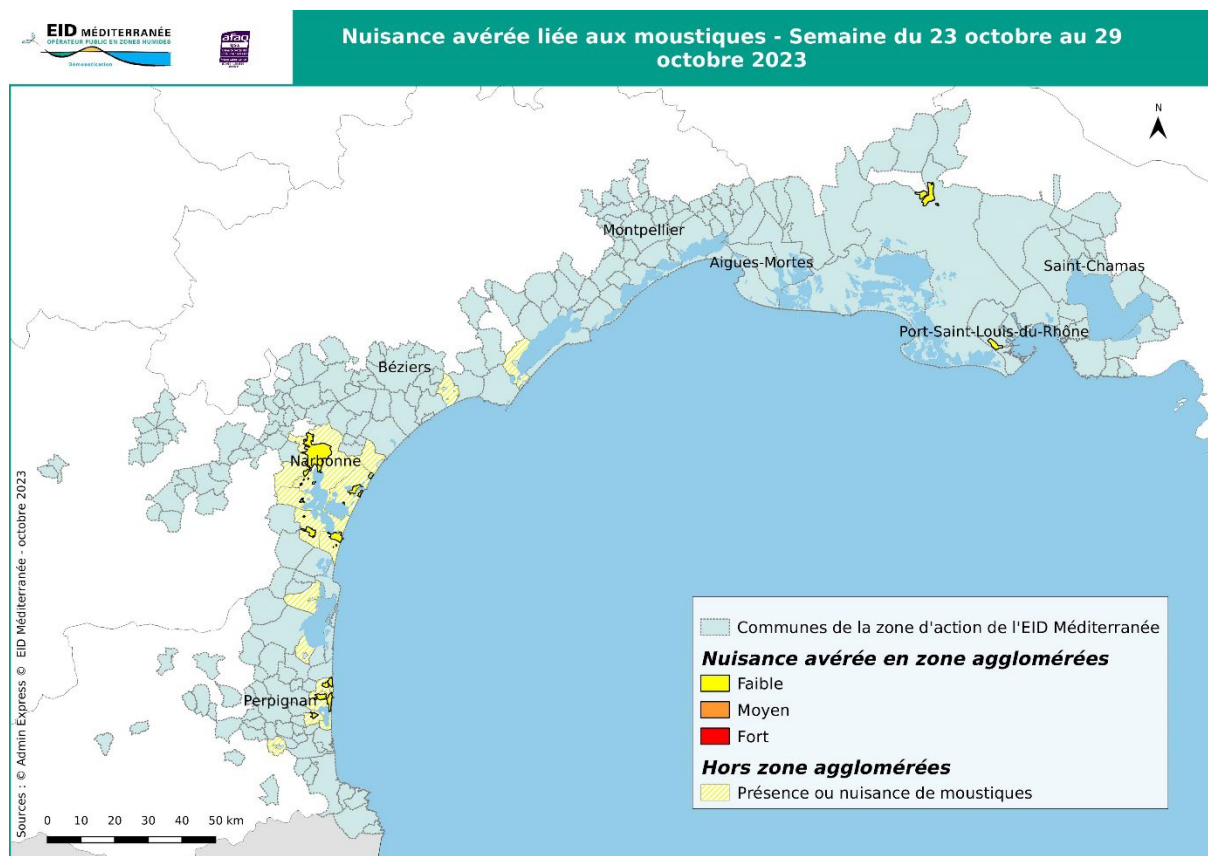 EID MÉDITERRANÉE
OPÉRATEUR PUBLIC EN ZONES HUMIDES
Démoustication
afaq
Nuisance avérée liée aux moustiques - Semaine du 23 octobre au 29
octobre 2023
N
Montpellier
Aigues-Mortes
Saint-Chamas
Port-Saint-Louis-du-Rhône
Béziers
Narbonne
Perpignan
Communes de la zone d'action de l'EID Méditerranée
Nuisance avérée en zone agglomérées
Faible
Moyen
Fort
Hors zone agglomérées
Présence ou nuisance de moustiques
Sources : © Admin Express © EID Méditerranée - octobre 2023
0 10 20 30 40 50 km